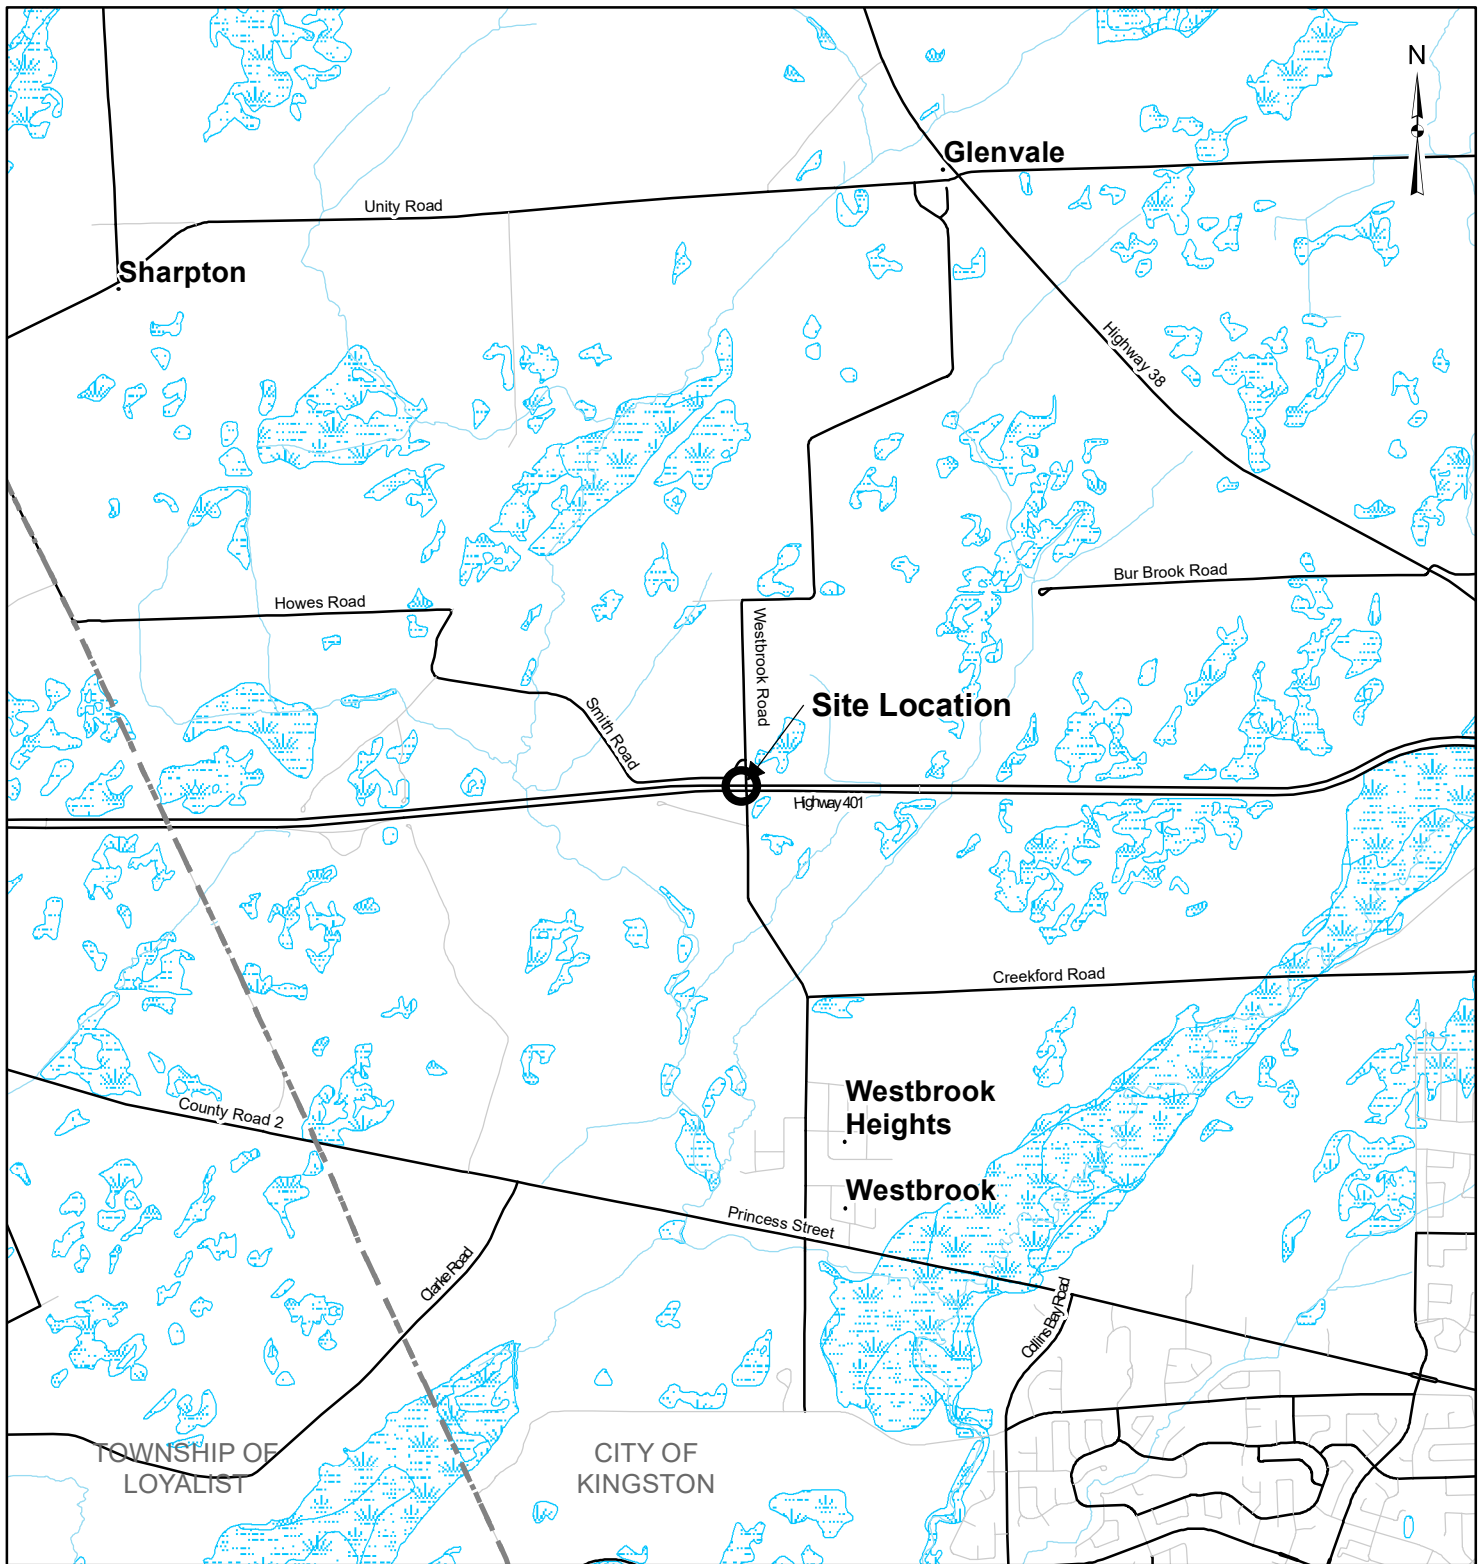 N
Glenvale
Unity Road
Sharpton
Highway 38
Bur Brook Road
Howes Road
Westbrook Road
Site Location
Smith Road
Highway 401
Creekford Road
Westbrook
Heights
County Road 2
Westbrook
Princess Street
Clarke Road
Collins Bay Road
TOWNSHIP OF
LOYALIST
CITY OF
KINGSTON